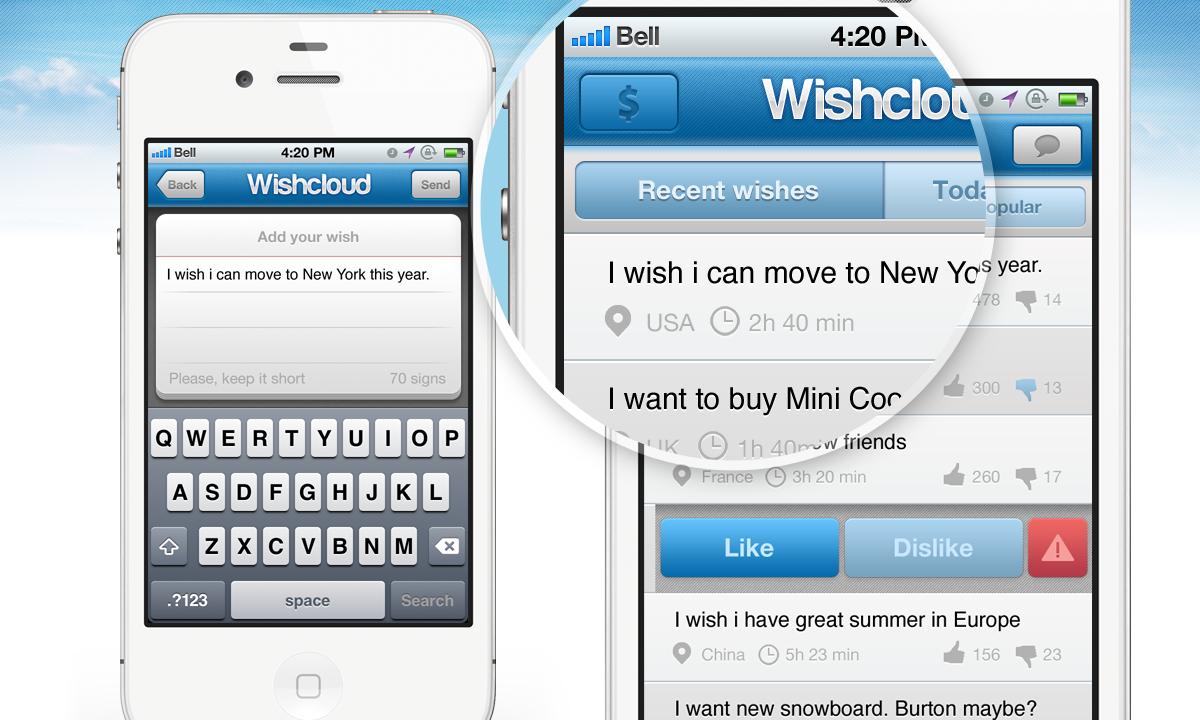 Bell 4:20 PM
Back Wishcloud Send
Add your wish
I wish i can move to New York this year.
Please, keep it short 70 signs
Q W E R T Y U I O P
A S D F G H J K L
Z X C V B N M
.?123 space Search
Bell 4:20
$ Wishclou
Recent wishes Toda
opular
I wish i can move to New Yo
s year.
USA 2h 40 min
478 14
I want to buy Mini Coo
300 13
UK 1h 40m
w friends
France 3h 20 min 260 17
Like Dislike
I wish i have great summer in Europe
China 5h 23 min 156 23
I want new snowboard. Burton maybe?